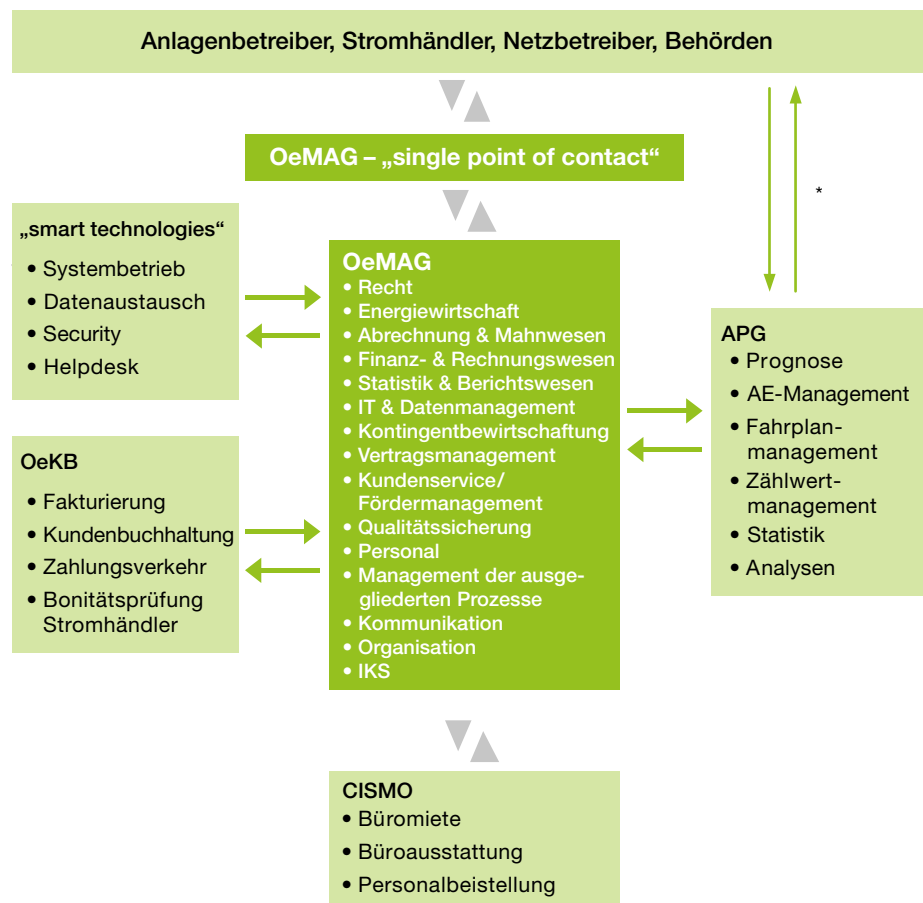 Anlagenbetreiber, Stromhändler, Netzbetreiber, Behörden
OeMAG – „single point of contact“
*
„smart technologies“
• Systembetrieb
• Datenaustausch
• Security
• Helpdesk
OeKB
• Fakturierung
• Kundenbuchhaltung
• Zahlungsverkehr
• Bonitätsprüfung
Stromhändler
OeMAG
• Recht
• Energiewirtschaft
• Abrechnung & Mahnwesen
• Finanz- & Rechnungswesen
• Statistik & Berichtswesen
• IT & Datenmanagement
• Kontingentbewirtschaftung
• Vertragsmanagement
• Kundenservice/
Fördermanagement
• Qualitätssicherung
• Personal
• Management der ausge-
gliederten Prozesse
• Kommunikation
• Organisation
• IKS
APG
• Prognose
• AE-Management
• Fahrplan-
management
• Zählwert-
management
• Statistik
• Analysen
CISMO
• Büromiete
• Büroausstattung
• Personalbeistellung